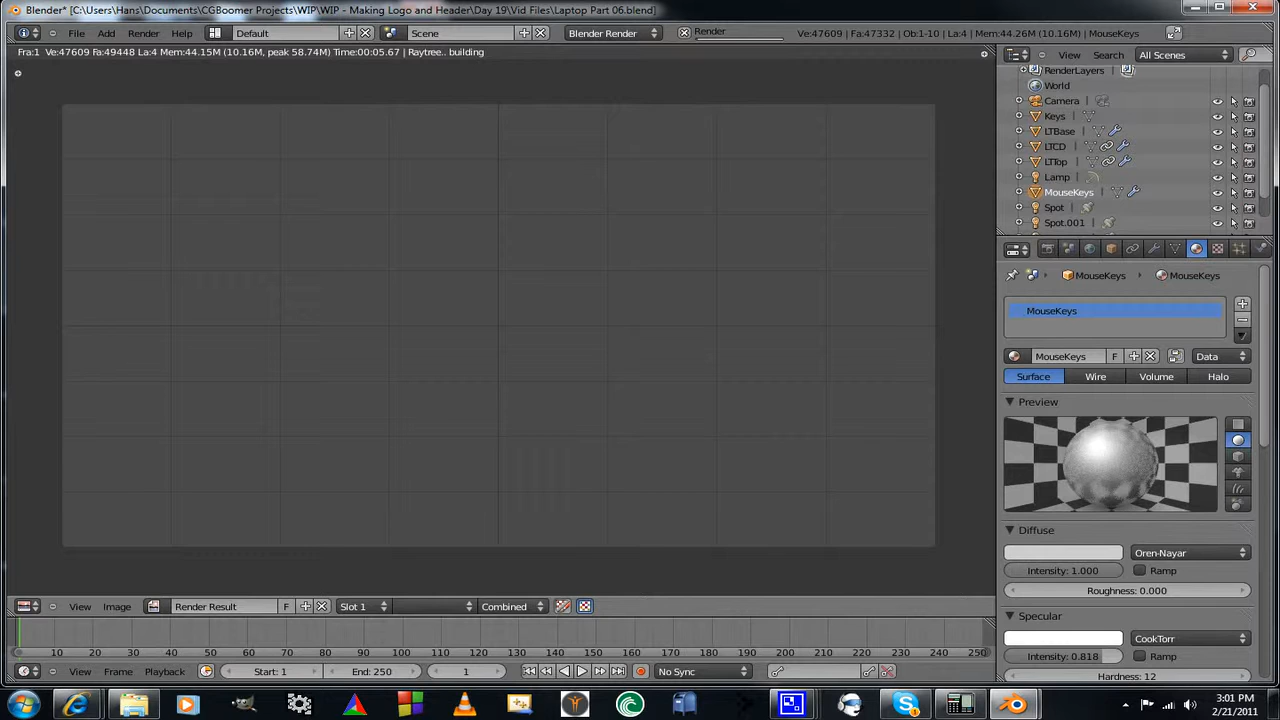 Blender* [C:\Users\Hans\Documents\CGBoomer Projects\WIP\WIP - Making Logo and Header\Day 19\Vid Files\Laptop Part 06.blend]
File Add Render Help Default Scene Blender Render Render Ve:47609 | Fa:47332 | Ob:1-10 | La:4 | Mem:44.26M (10.16M) | MouseKeys
Fra:1 Ve:47609 Fa:49448 La:4 Mem:44.15M (10.16M, peak 58.74M) Time:00:05.67 | Raytree.. building
View Search All Scenes
RenderLayers |
World
Camera |
Keys |
LTBase |
LTCD |
LTTop |
Lamp |
MouseKeys |
Spot |
Spot.001 |
MouseKeys MouseKeys
MouseKeys
MouseKeys F Data
Surface Wire Volume Halo
Preview
Diffuse
Oren-Nayar
Intensity: 1.000 Ramp
Roughness: 0.000
Specular
CookTorr
Intensity: 0.818 Ramp
Hardness: 12
View Image Render Result F Slot 1 Combined
10 20 30 40 50 60 70 80 90 100 110 120 130 140 150 160 170 180 190 200 210 220 230 240 250
View Frame Playback Start: 1 End: 250 1 No Sync
3:01 PM
2/21/2011